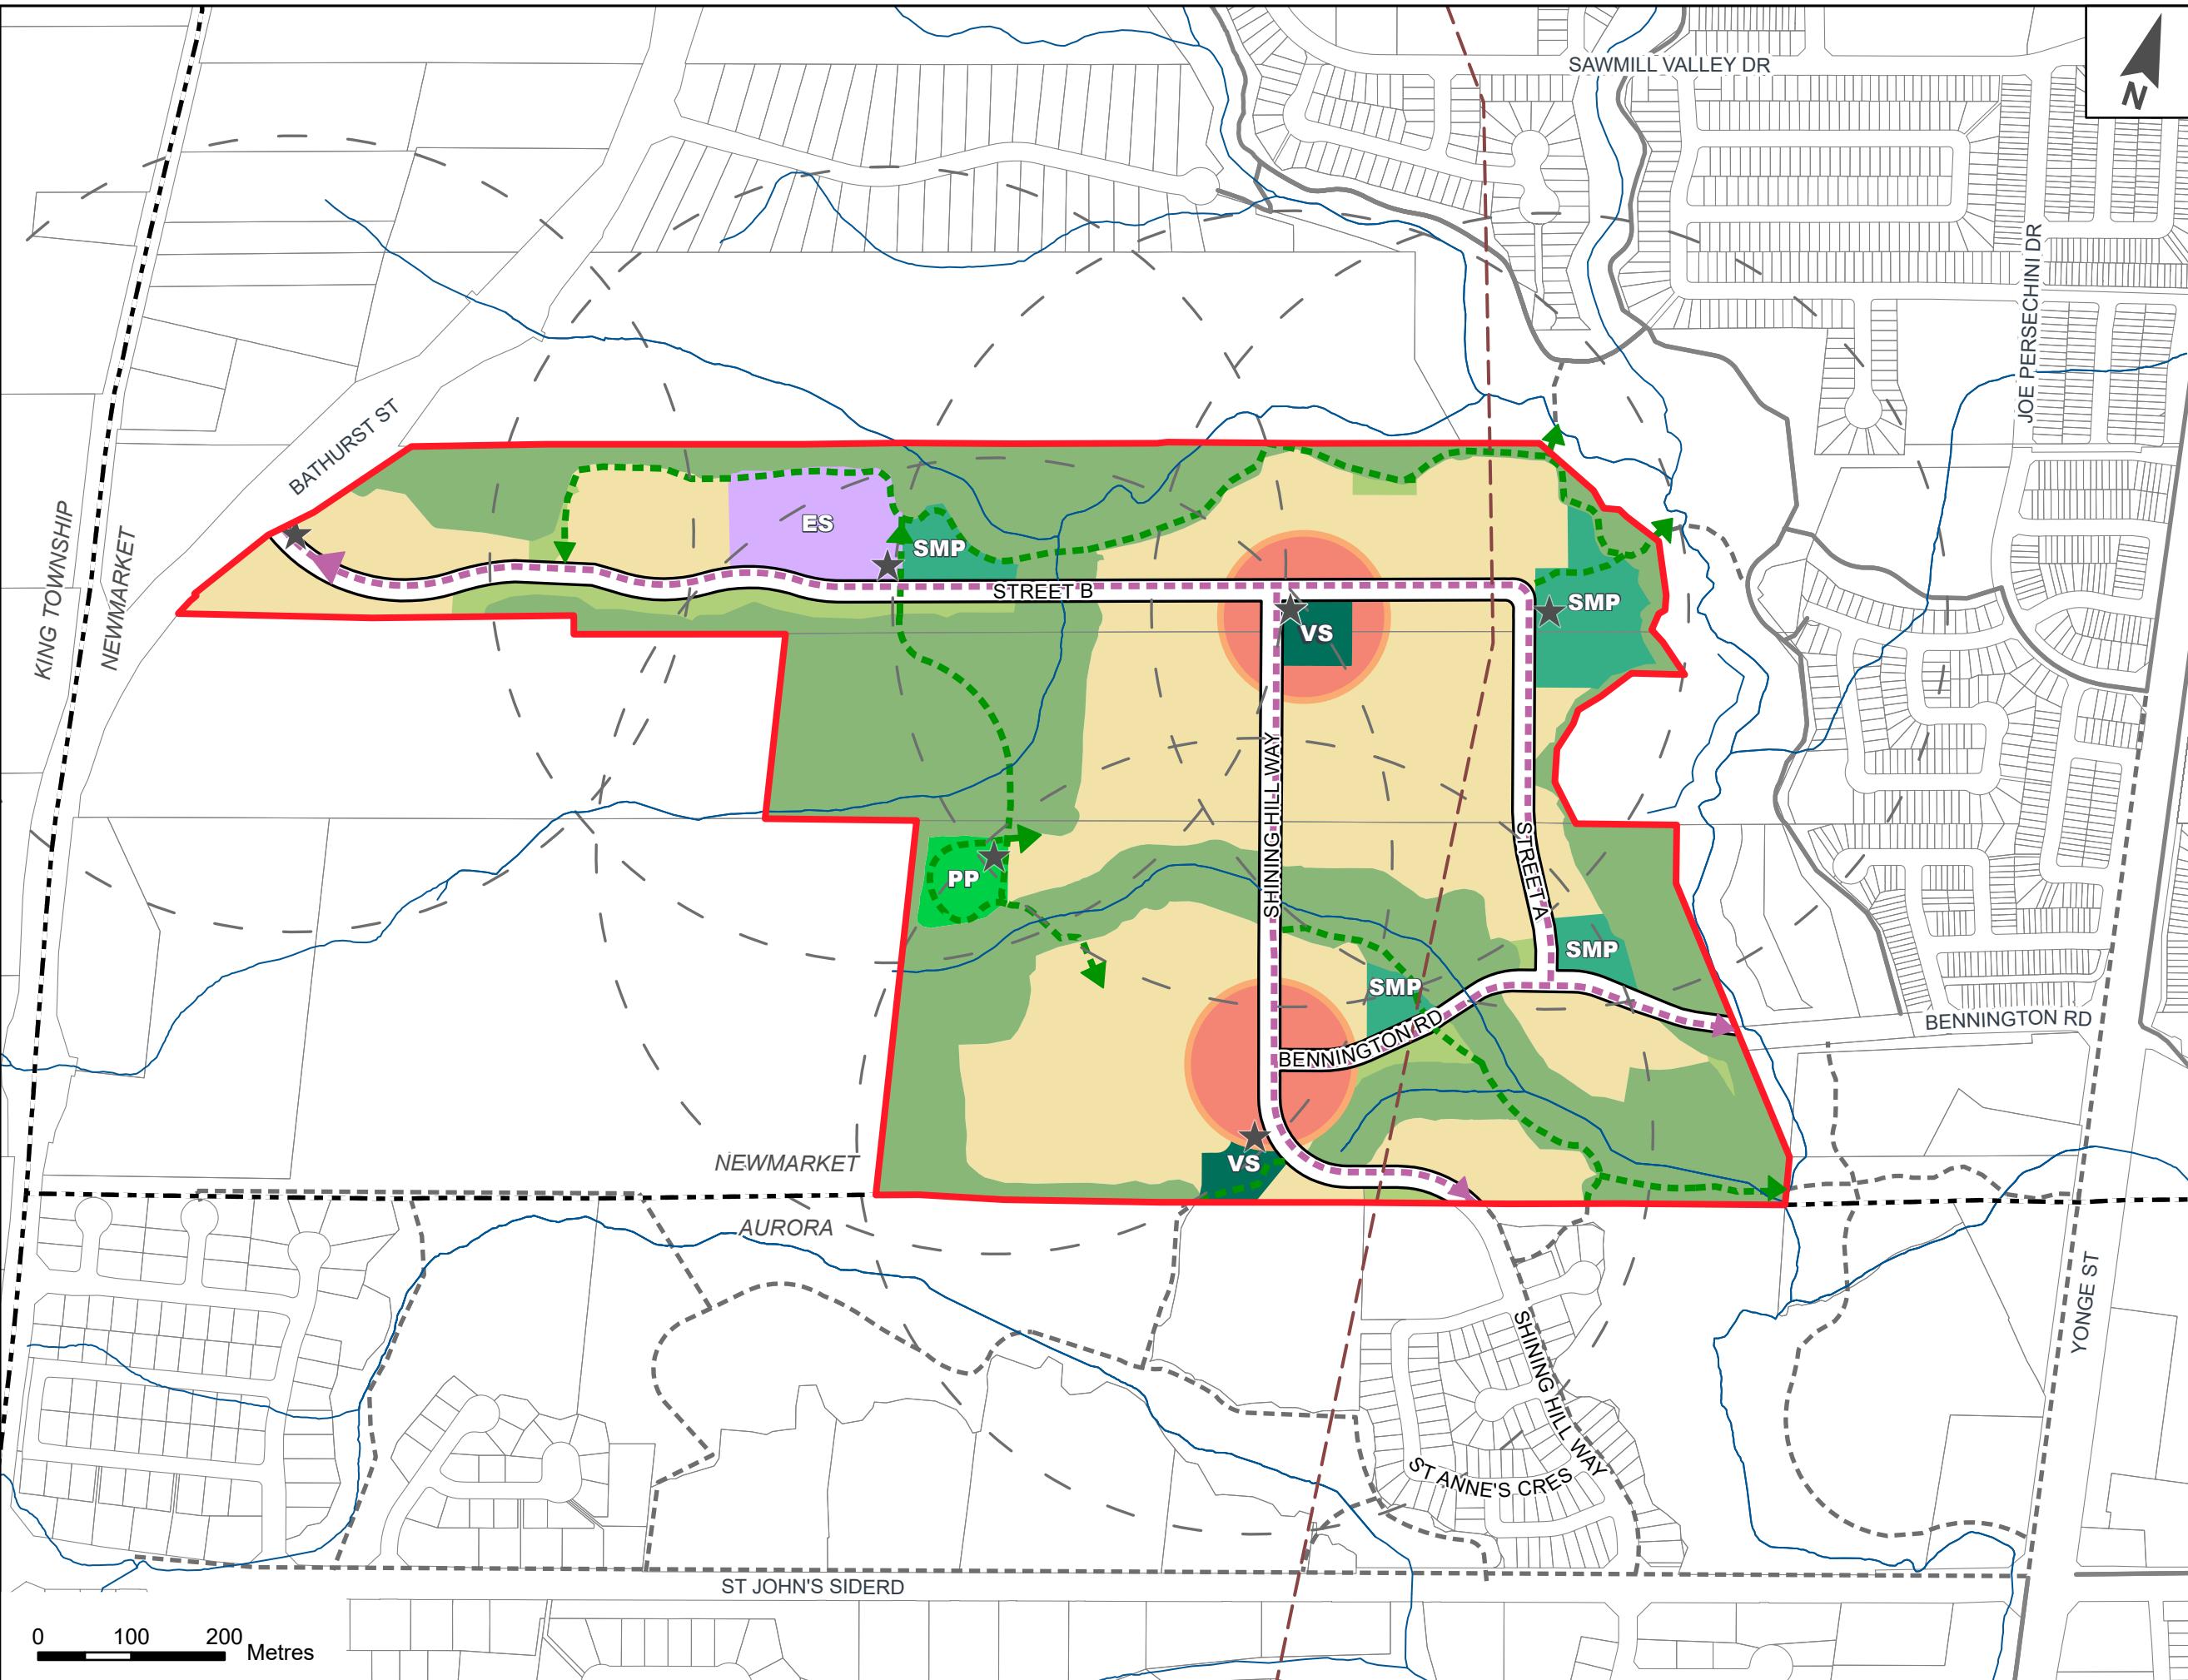 SAWMILL VALLEY DR
N
JOE PERSECHINI DR
BATHURST ST
KING TOWNSHIP
NEWMARKET
ES
SMP
STREET B
SMP
VS
SHINING HILL WAY
STREET A
PP
SMP
SMP
BENNINGTON RD
BENNINGTON RD
VS
NEWMARKET
AURORA
YONGE ST
SHINING HILL WAY
ST ANNE'S CRES
ST JOHN'S SIDERD
0 100 200 Metres